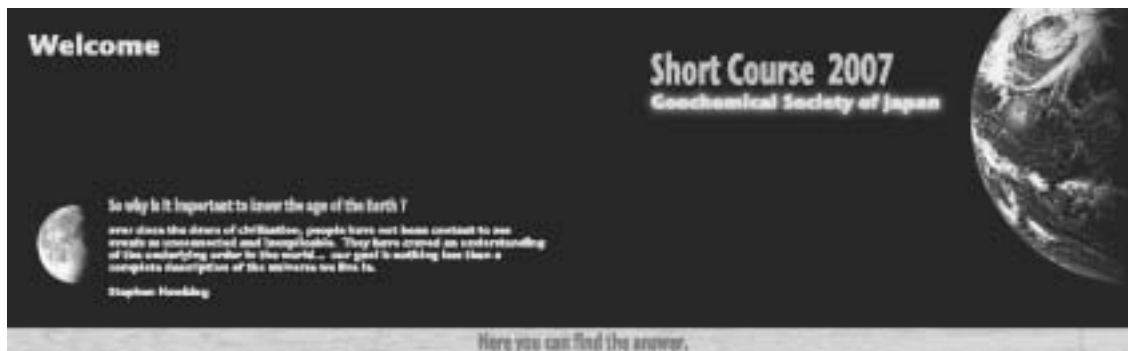 Welcome
Short Course 2007
Geochemical Society of Japan
So why is it important to know the age of the Earth ?
ever since the dawn of civilization, people have not been content to see
events as unconnected and inexplicable. They have craved an understanding
of the underlying order in the world... our goal is nothing less than a
complete description of the universe we live in.
Stephen Hawking
Here you can find the answer.